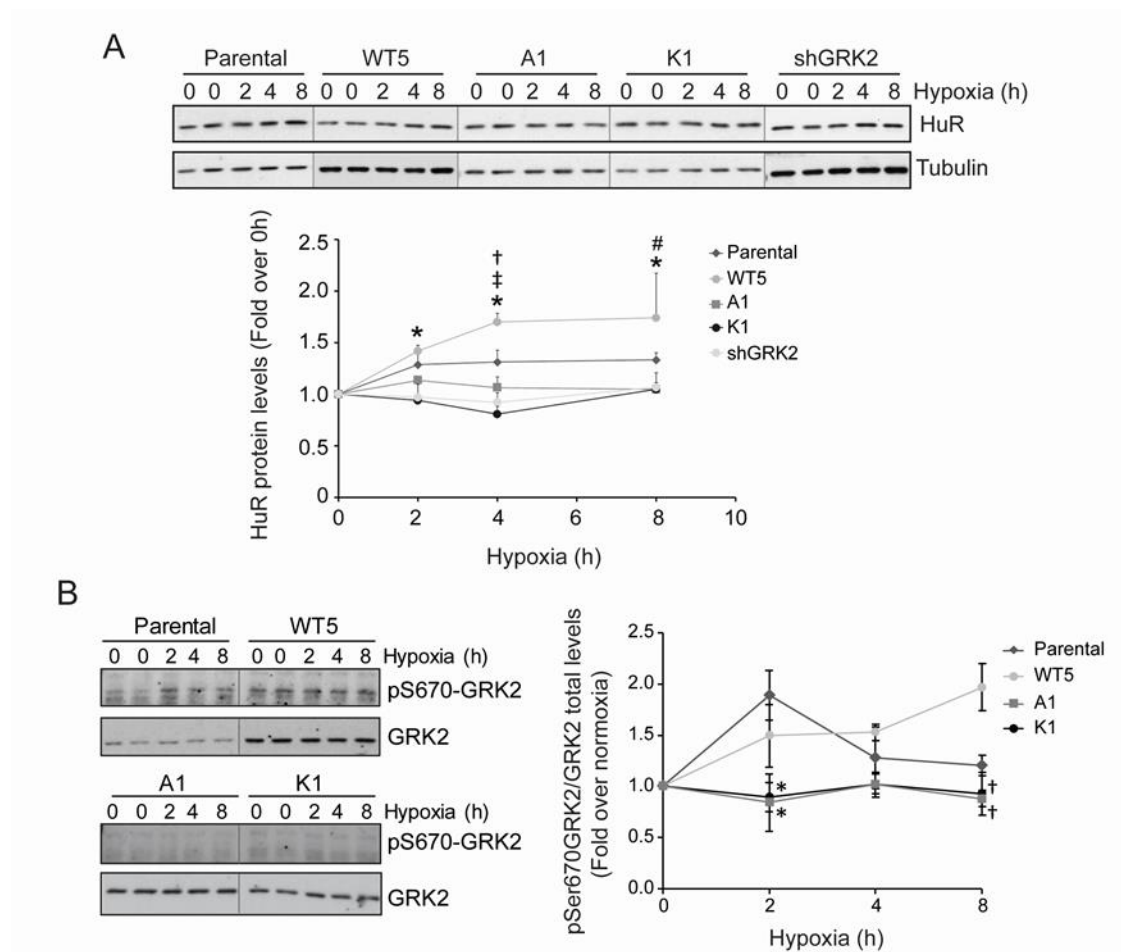 A
Parental WT5 A1 K1 shGRK2
0 0 2 4 8 0 0 2 4 8 0 0 2 4 8 0 0 2 4 8 0 0 2 4 8 Hypoxia (h)
HuR
Tubulin
HuR protein levels (Fold over 0h)
2.5
2.0
1.5
1.0
0.5
0
†
‡
*
*
#
*
Parental
WT5
A1
K1
shGRK2
0 2 4 6 8 10
Hypoxia (h)
B
Parental WT5
0 0 2 4 8 0 0 2 4 8 Hypoxia (h)
pS670-GRK2
GRK2
A1 K1
0 0 2 4 8 0 0 2 4 8 Hypoxia (h)
pS670-GRK2
GRK2
pSer670GRK2/GRK2 total levels
(Fold over normoxia)
2.5
2.0
1.5
1.0
0.5
0.0
*
*
†
†
Parental
WT5
A1
K1
0 2 4 8
Hypoxia (h)